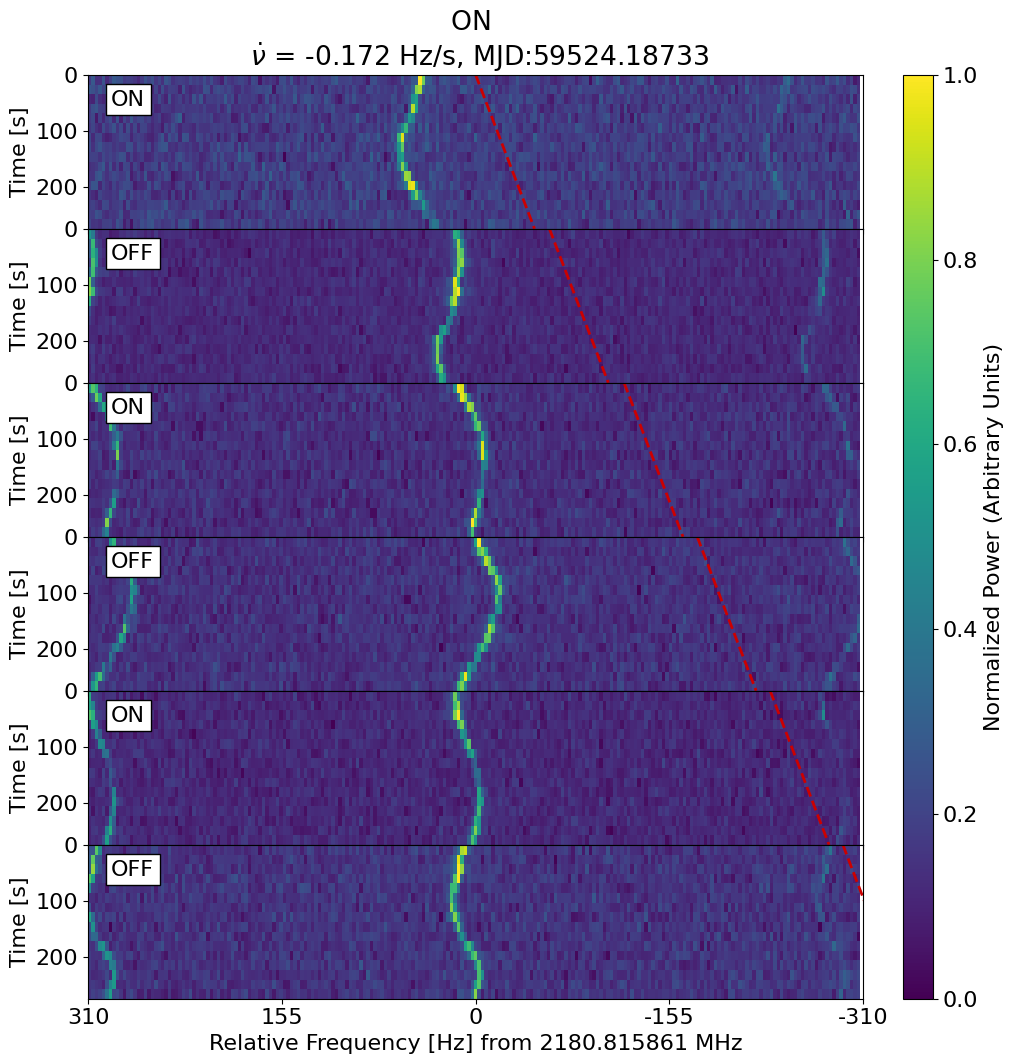 ON
ν̇ = -0.172 Hz/s, MJD:59524.18733
0
100
200
Time [s]
ON
0
100
200
Time [s]
OFF
0
100
200
Time [s]
ON
0
100
200
Time [s]
OFF
0
100
200
Time [s]
ON
0
100
200
Time [s]
OFF
310 155 0 -155 -310
Relative Frequency [Hz] from 2180.815861 MHz
1.0
0.8
0.6
0.4
0.2
0.0
Normalized Power (Arbitrary Units)